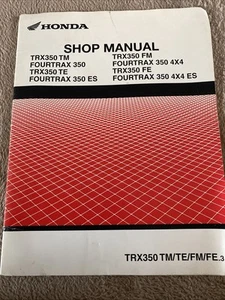 HONDA
SHOP MANUAL
TRX350 TM
FOURTRAX 350
TRX350 TE
FOURTRAX 350 ES
TRX350 FM
FOURTRAX 350 4X4
TRX350 FE
FOURTRAX 350 4X4 ES
TRX350 TM/TE/FM/FE.3